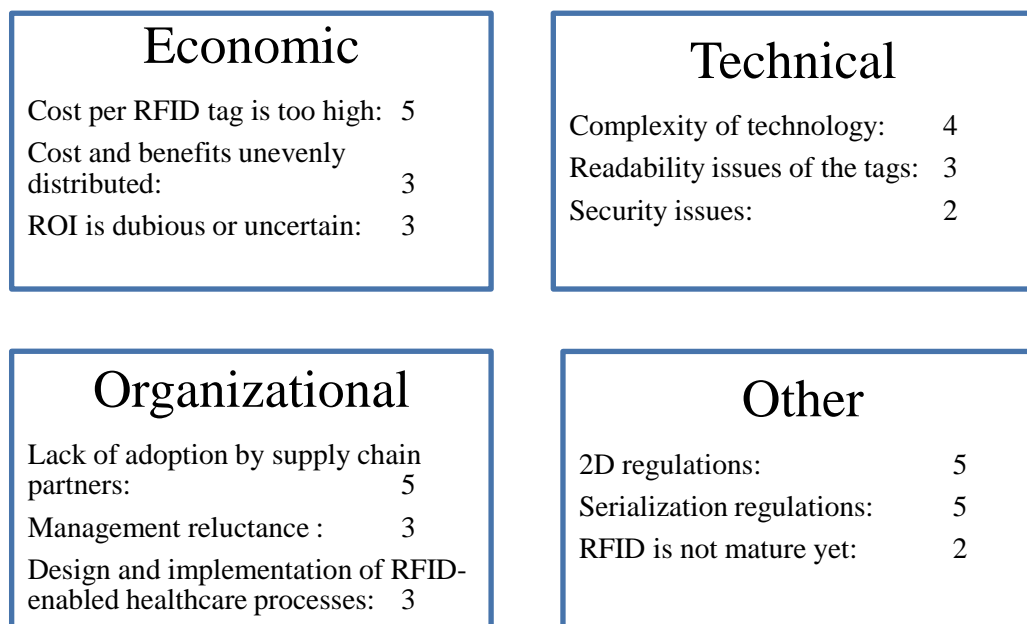 Economic
Cost per RFID tag is too high: 5
Cost and benefits unevenly
distributed: 3
ROI is dubious or uncertain: 3
Technical
Complexity of technology: 4
Readability issues of the tags: 3
Security issues: 2
Organizational
Lack of adoption by supply chain
partners: 5
Management reluctance : 3
Design and implementation of RFID-
enabled healthcare processes: 3
Other
2D regulations: 5
Serialization regulations: 5
RFID is not mature yet: 2